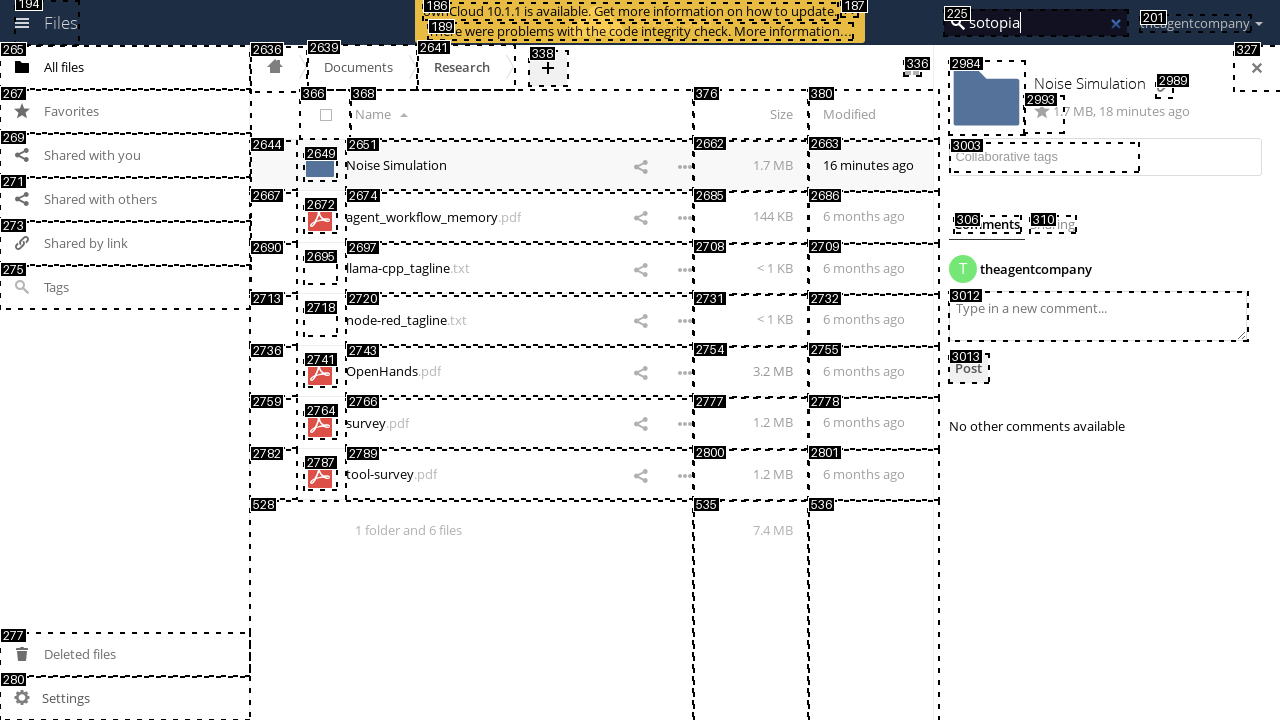 194
Files
186
ownCloud 10.1.1 is available. Get more information on how to update.
187
189
There were problems with the code integrity check. More information…
225
sotopia
201
theagentcompany
265
All files
267
Favorites
269
Shared with you
271
Shared with others
273
Shared by link
275
Tags
277
Deleted files
280
Settings
2636
2639
Documents
2641
Research
338
+
336
366
368
Name
376
Size
380
Modified
2644
2649
2651
Noise Simulation
2662
1.7 MB
2663
16 minutes ago
2667
2672
2674
agent_workflow_memory.pdf
2685
144 KB
2686
6 months ago
2690
2695
2697
llama-cpp_tagline.txt
2708
< 1 KB
2709
6 months ago
2713
2718
2720
node-red_tagline.txt
2731
< 1 KB
2732
6 months ago
2736
2741
2743
OpenHands.pdf
2754
3.2 MB
2755
6 months ago
2759
2764
2766
survey.pdf
2777
1.2 MB
2778
6 months ago
2782
2787
2789
tool-survey.pdf
2800
1.2 MB
2801
6 months ago
528
1 folder and 6 files
535
7.4 MB
536
327
2984
Noise Simulation
2989
2993
1.7 MB, 18 minutes ago
3003
Collaborative tags
306
Comments
310
Sharing
T
theagentcompany
3012
Type in a new comment...
3013
Post
No other comments available